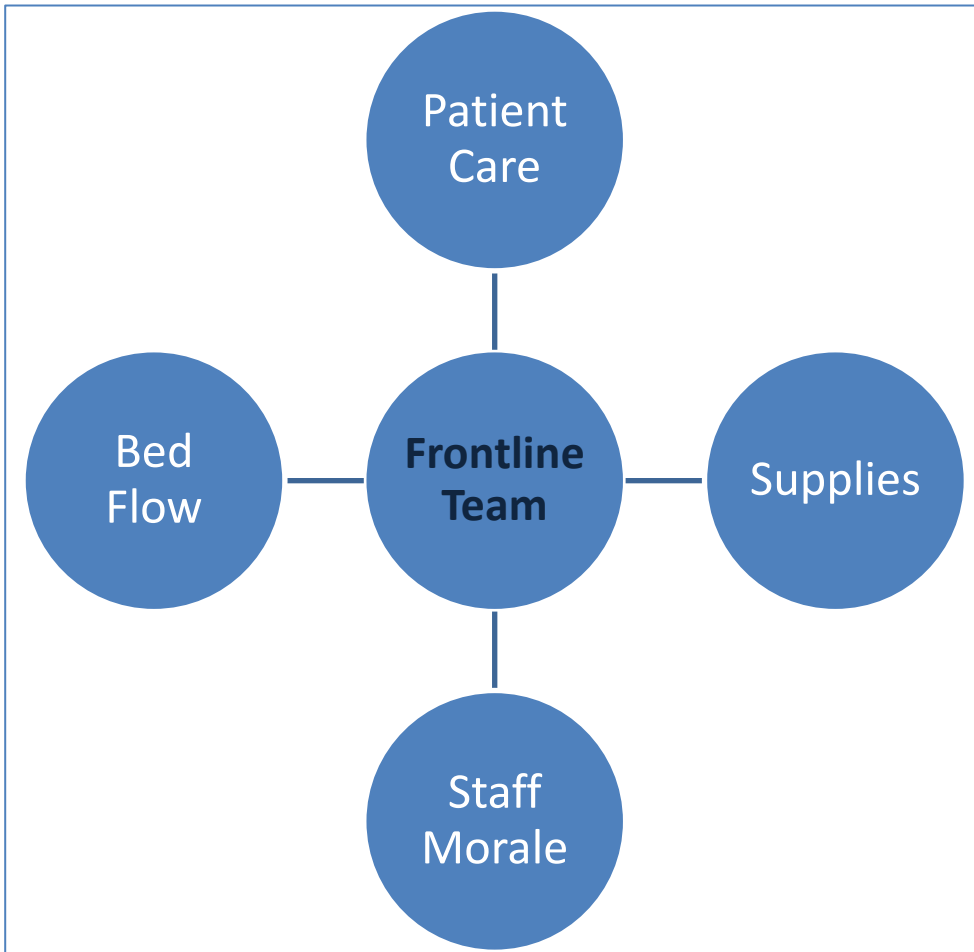 Patient
Care
Bed
Flow
Frontline
Team
Supplies
Staff
Morale